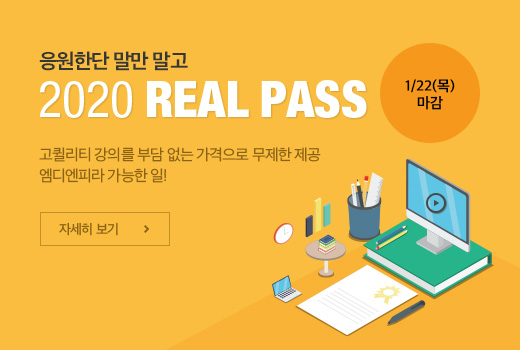 응원한단 말만 말고
2020 REAL PASS
1/22(목)
마감
고퀄리티 강의를 부담 없는 가격으로 무제한 제공
엠디엔피라 가능한 일!
자세히 보기 >